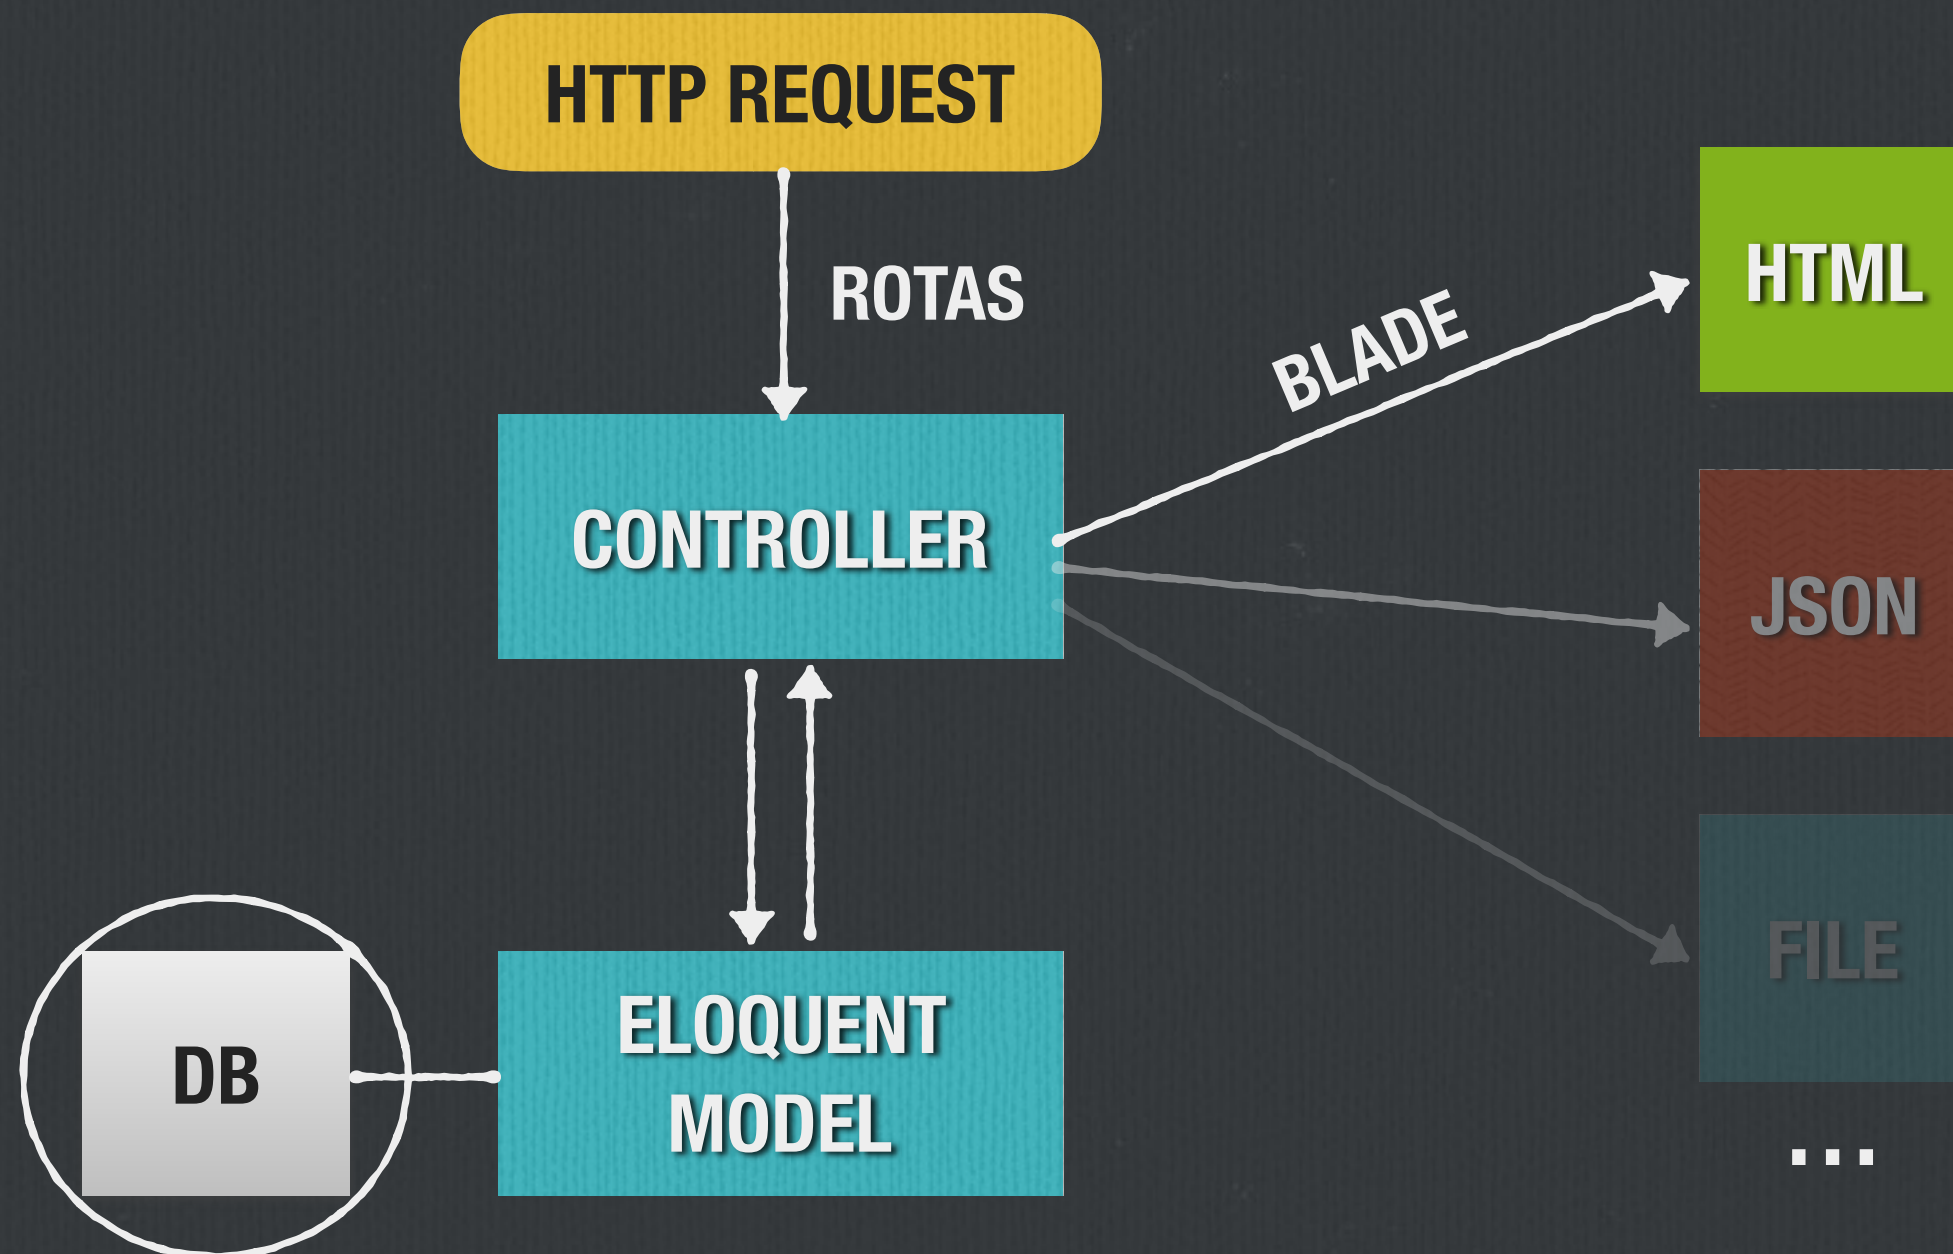 HTTP REQUEST
ROTAS
BLADE
HTML
CONTROLLER
JSON
FILE
ELOQUENT
MODEL
DB
...